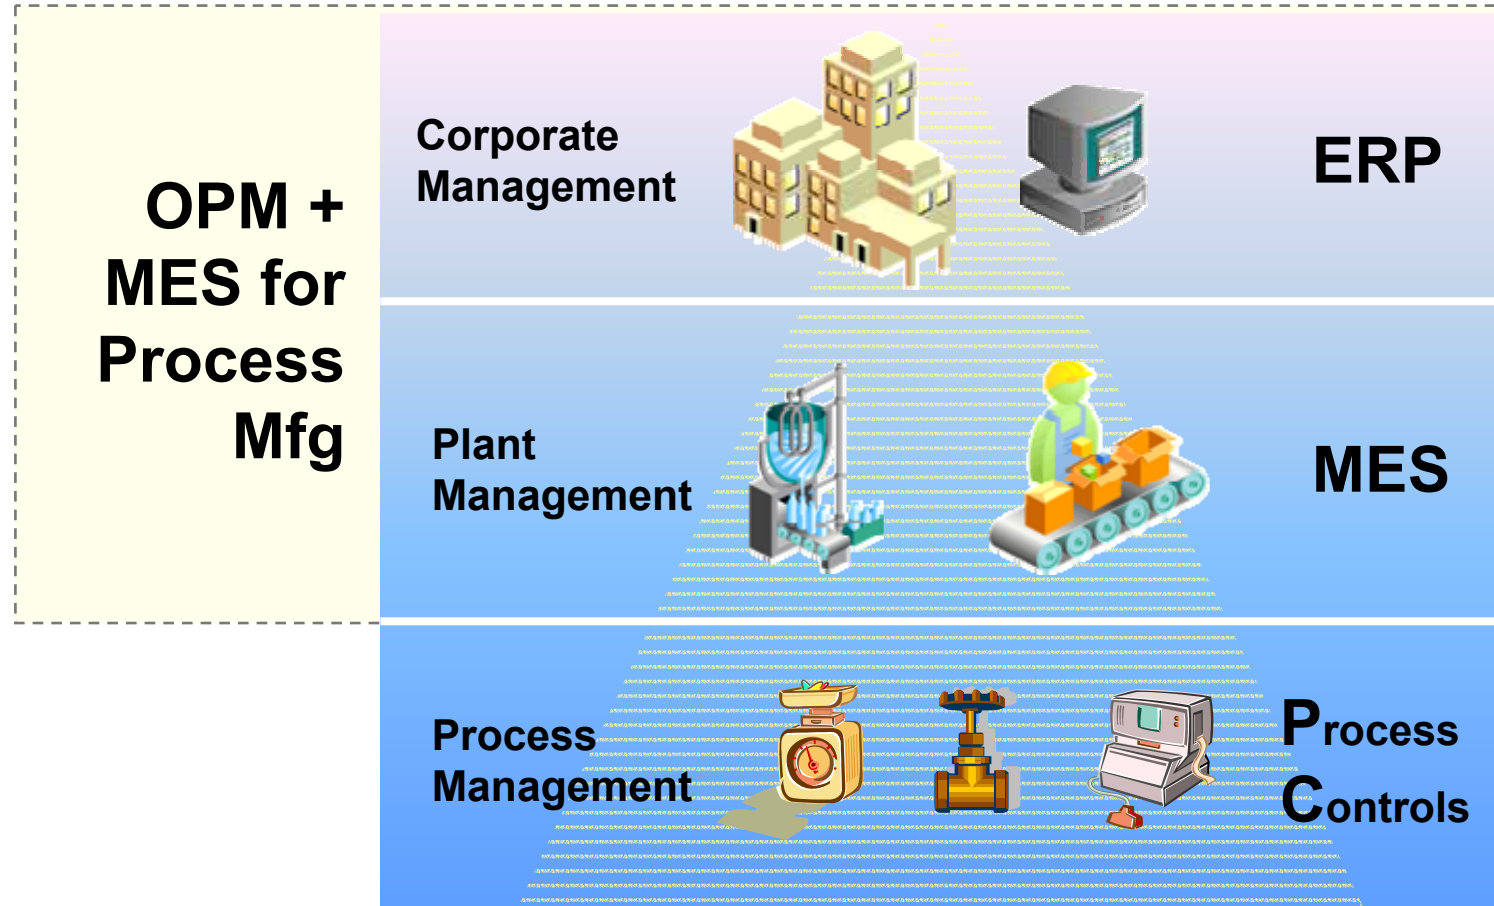 OPM +
MES for
Process
Mfg
Corporate
Management
ERP
Plant
Management
MES
Process
Management
Process
Controls